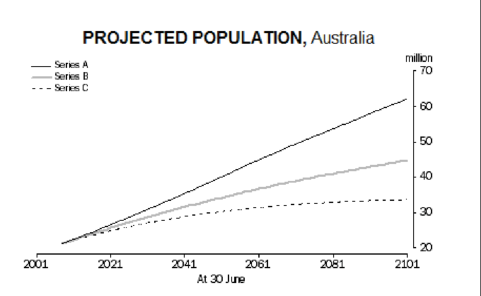 PROJECTED POPULATION, Australia
million
Series A
Series B
Series C
70
60
50
40
30
20
2001 2021 2041 2061 2081 2101
At 30 June